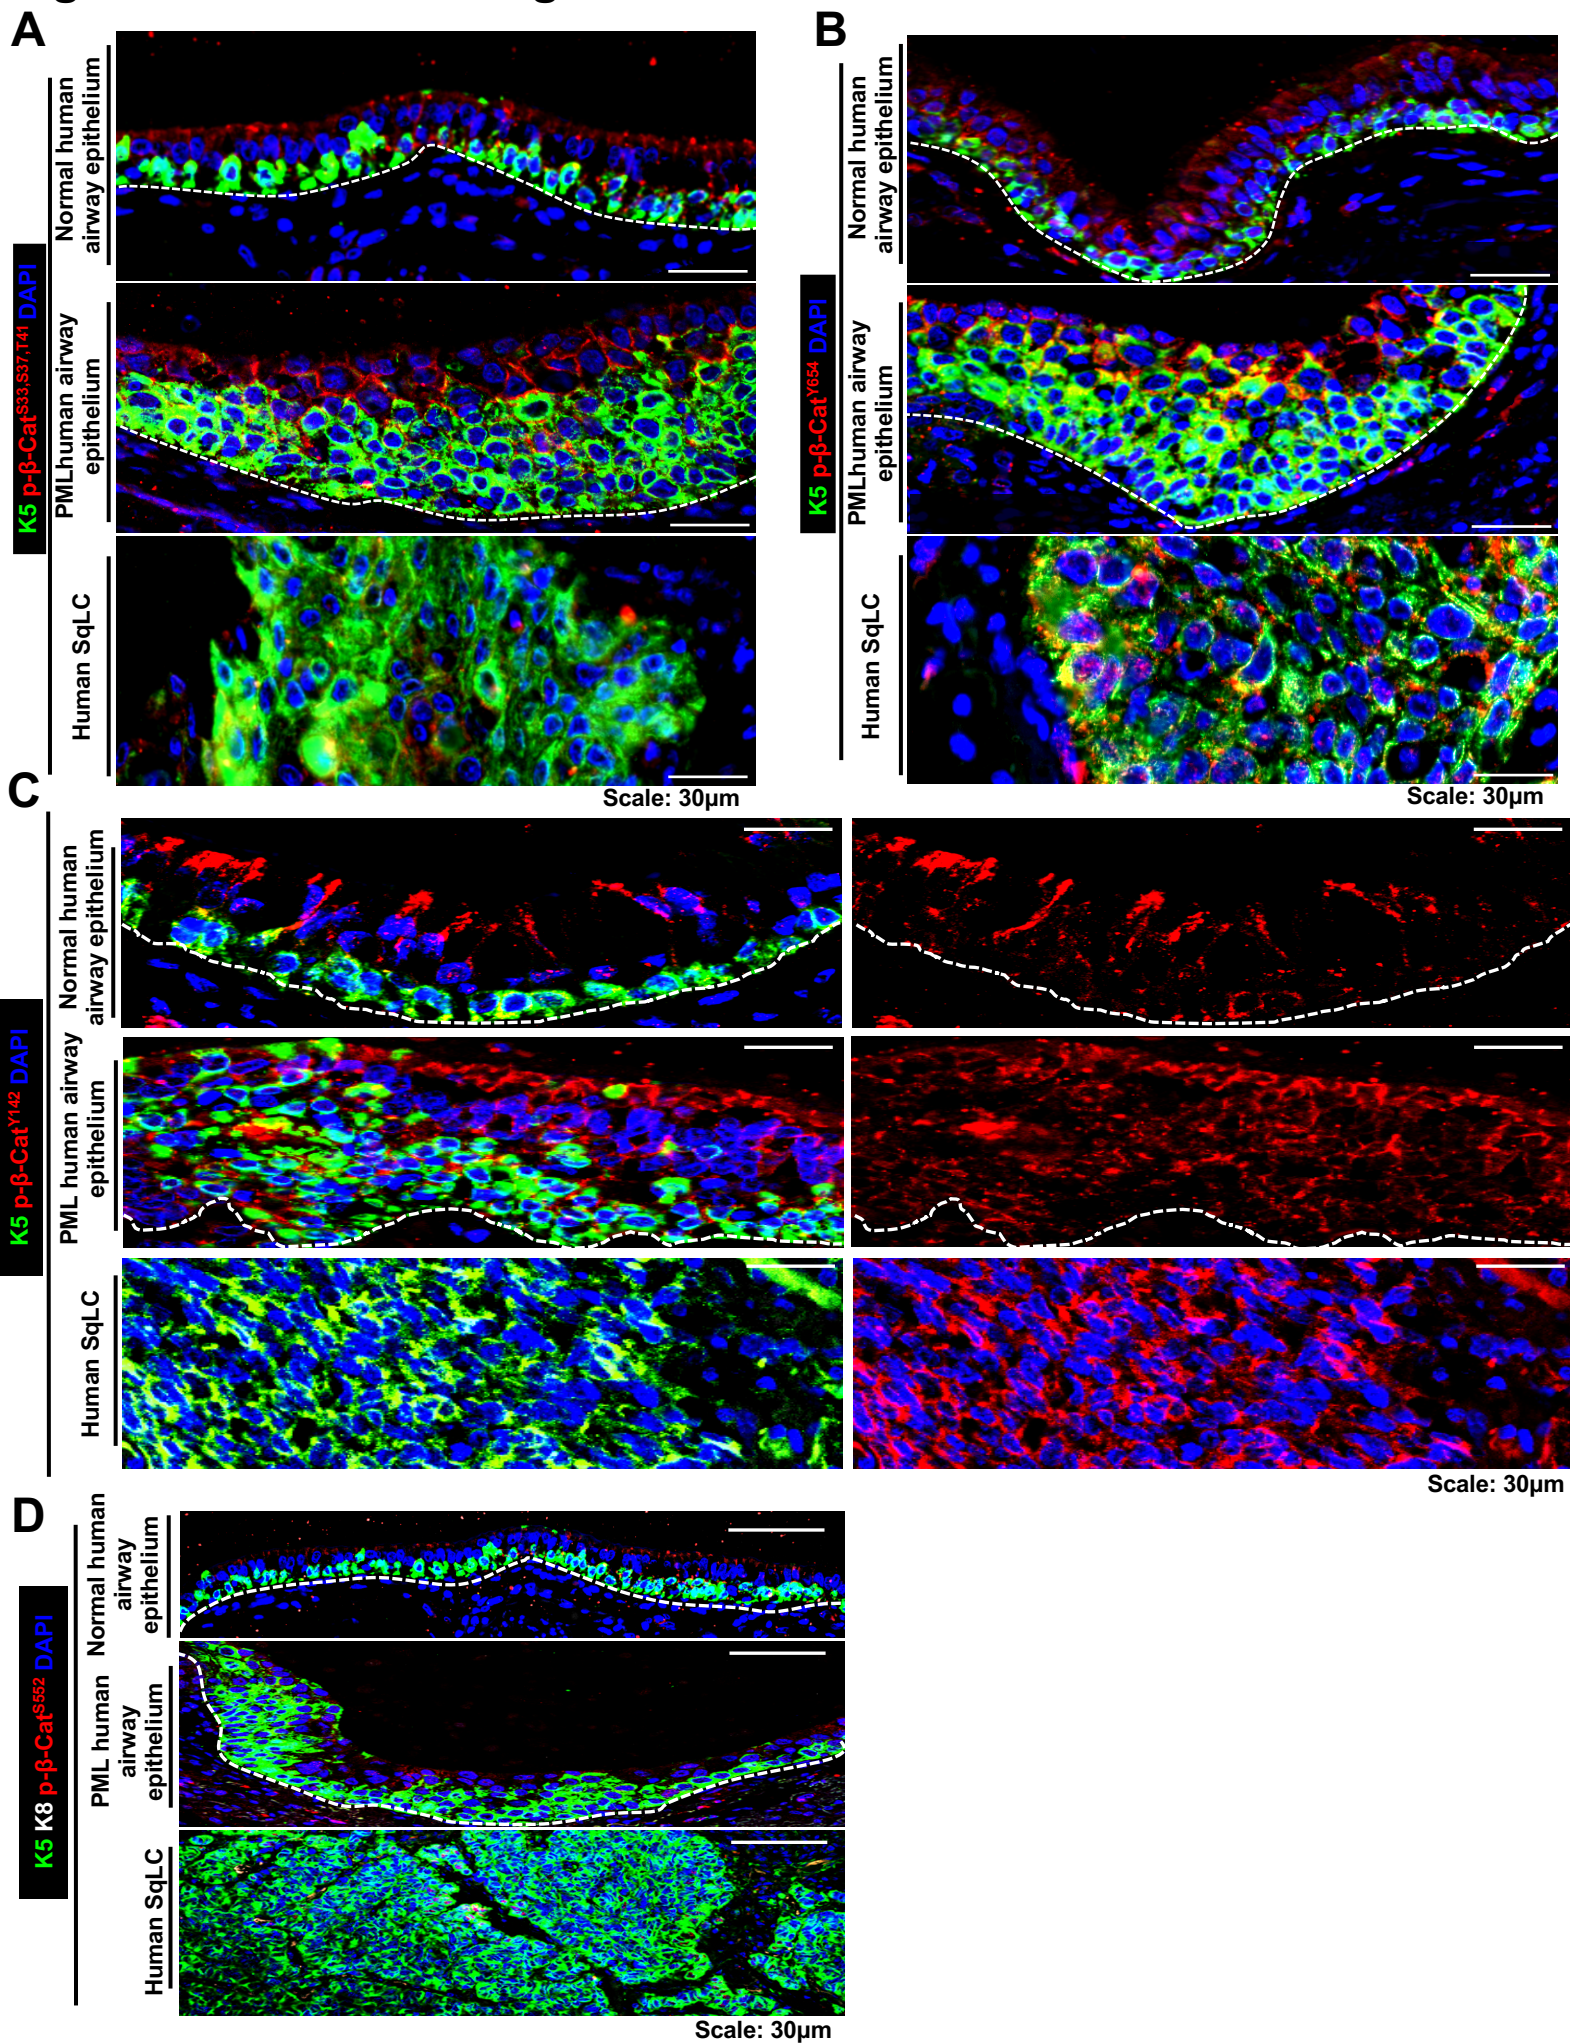 A
K5 p-β-Cat^S33,S37,T41 DAPI
Normal human
airway epithelium
PMLhuman airway
epithelium
Human SqLC
Scale: 30µm
B
K5 p-β-Cat^Y654 DAPI
Normal human
airway epithelium
PMLhuman airway
epithelium
Human SqLC
Scale: 30µm
C
K5 p-β-Cat^Y142 DAPI
Normal human
airway epithelium
PML human airway
epithelium
Human SqLC
Scale: 30µm
D
K5 K8 p-β-Cat^S552 DAPI
Normal human
airway
epithelium
PML human
airway
epithelium
Human SqLC
Scale: 30µm